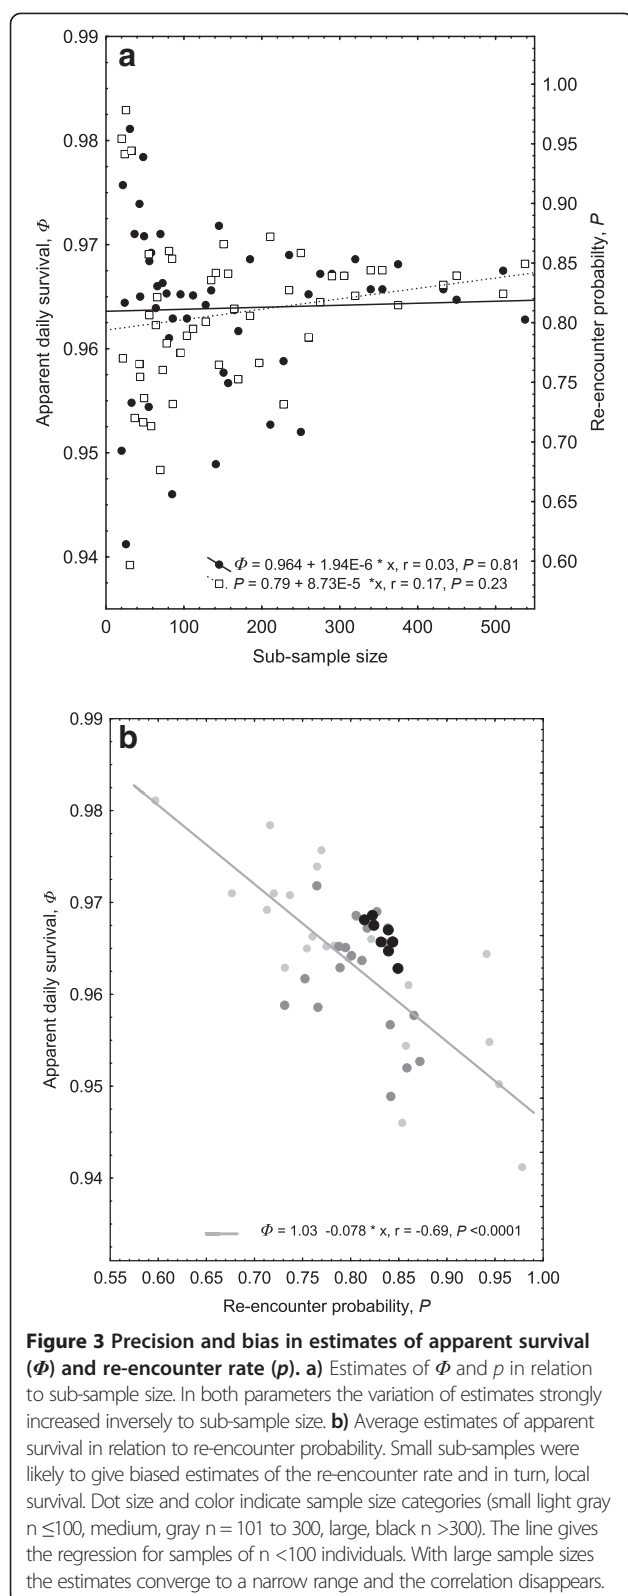 a
0.99
0.98
0.97
0.96
0.95
0.94
Apparent daily survival, Φ
1.00
0.95
0.90
0.85
0.80
0.75
0.70
0.65
0.60
Re-encounter probabilty, P
Φ = 0.964 + 1.94E-6 * x, r = 0.03, P = 0.81
P = 0.79 + 8.73E-5 *x, r = 0.17, P = 0.23
0 100 200 300 400 500
Sub-sample size
b
0.99
0.98
0.97
0.96
0.95
0.94
Apparent daily survival, Φ
Φ = 1.03 -0.078 * x, r = -0.69, P <0.0001
0.55 0.60 0.65 0.70 0.75 0.80 0.85 0.90 0.95 1.00
Re-encounter probability, P
Figure 3 Precision and bias in estimates of apparent survival
(Φ) and re-encounter rate (p). a) Estimates of Φ and p in relation
to sub-sample size. In both parameters the variation of estimates strongly
increased inversely to sub-sample size. b) Average estimates of apparent
survival in relation to re-encounter probability. Small sub-samples were
likely to give biased estimates of the re-encounter rate and in turn, local
survival. Dot size and color indicate sample size categories (small light gray
n ≤100, medium, gray n = 101 to 300, large, black n >300). The line gives
the regression for samples of n <100 individuals. With large sample sizes
the estimates converge to a narrow range and the correlation disappears.